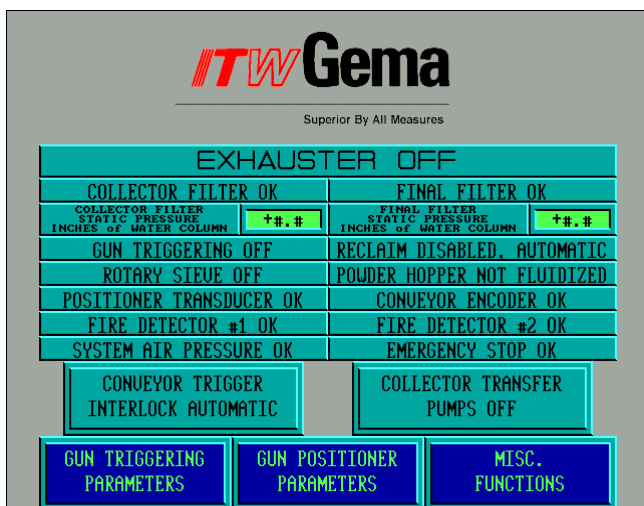 ITW Gema
Superior By All Measures
EXHAUSTER OFF
COLLECTOR FILTER OK
FINAL FILTER OK
COLLECTOR FILTER
STATIC PRESSURE
INCHES of WATER COLUMN
+#.#
FINAL FILTER
STATIC PRESSURE
INCHES of WATER COLUMN
+#.#
GUN TRIGGERING OFF
RECLAIM DISABLED, AUTOMATIC
ROTARY SIEVE OFF
POWDER HOPPER NOT FLUIDIZED
POSITIONER TRANSDUCER OK
CONVEYOR ENCODER OK
FIRE DETECTOR #1 OK
FIRE DETECTOR #2 OK
SYSTEM AIR PRESSURE OK
EMERGENCY STOP OK
CONVEYOR TRIGGER
INTERLOCK AUTOMATIC
COLLECTOR TRANSFER
PUMPS OFF
GUN TRIGGERING
PARAMETERS
GUN POSITIONER
PARAMETERS
MISC.
FUNCTIONS